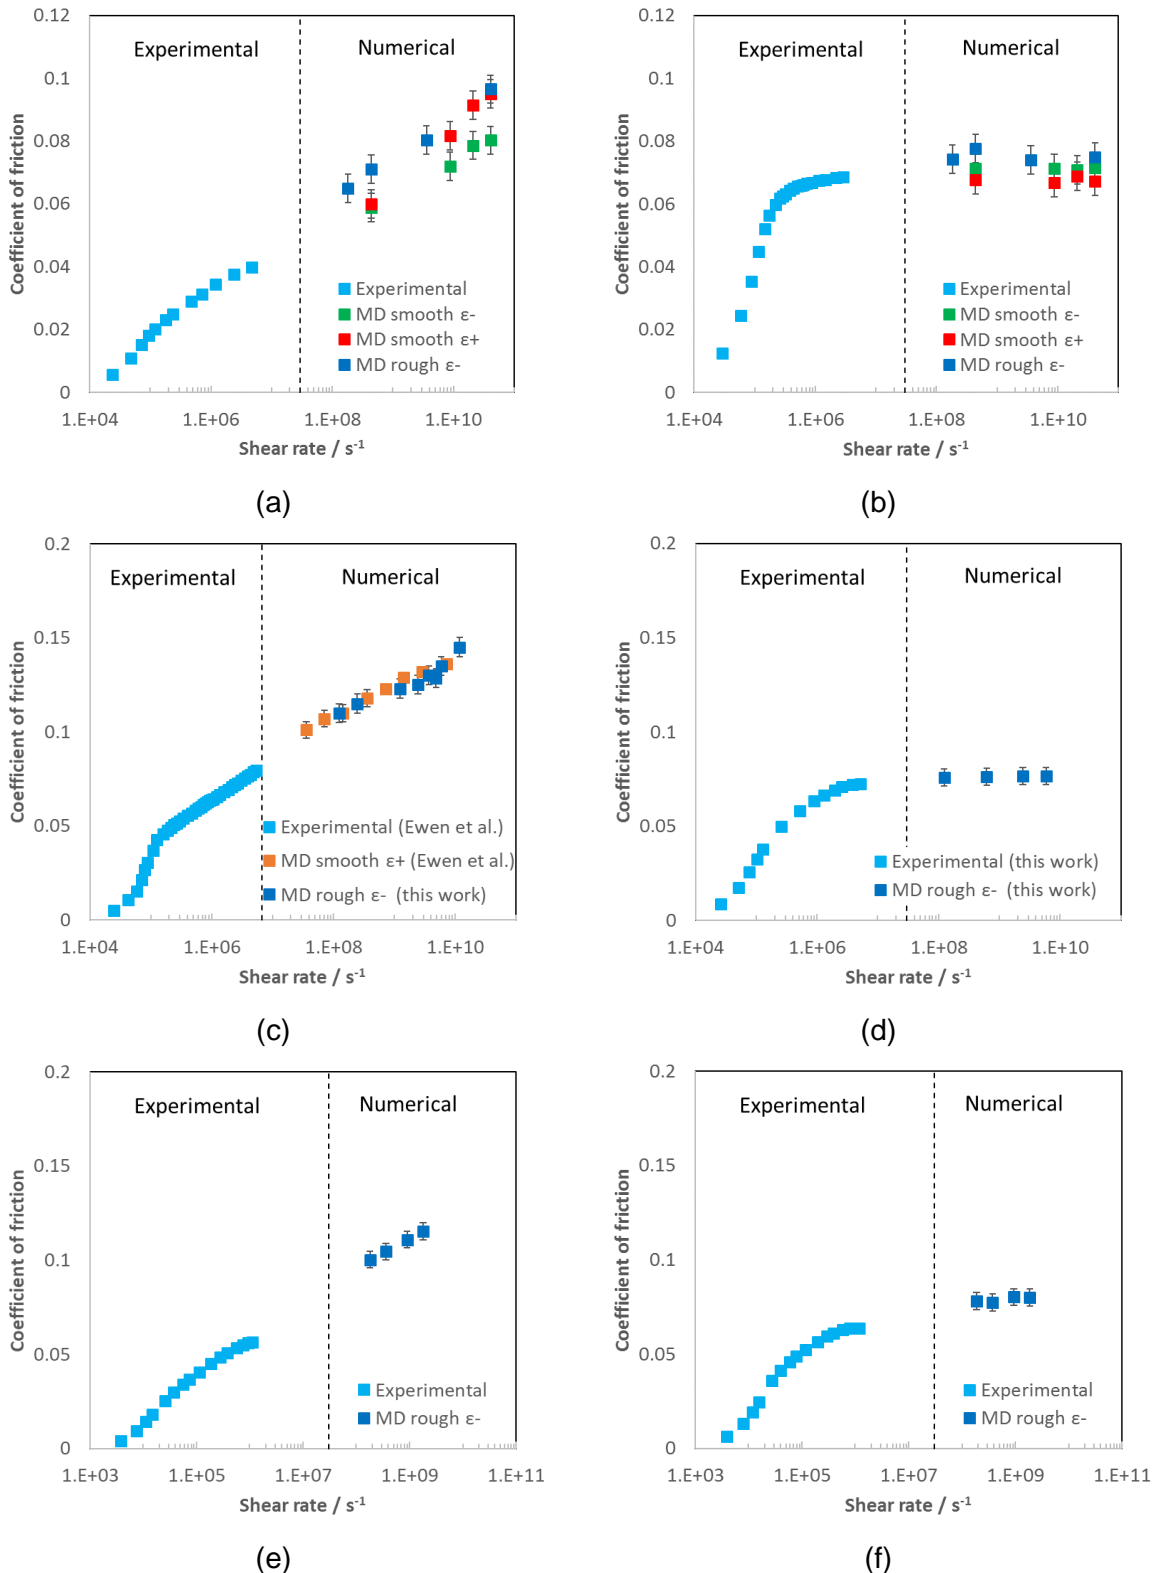 0.12
0.1
0.08
0.06
0.04
0.02
0
Coefficient of friction
Experimental
Numerical
Experimental
MD smooth ε-
MD smooth ε+
MD rough ε-
1.E+04
1.E+06
1.E+08
1.E+10
Shear rate / s-1
(a)
0.12
0.1
0.08
0.06
0.04
0.02
0
Coefficient of friction
Experimental
Numerical
Experimental
MD smooth ε-
MD smooth ε+
MD rough ε-
1.E+04
1.E+06
1.E+08
1.E+10
Shear rate / s-1
(b)
0.2
0.15
0.1
0.05
0
Coefficient of friction
Experimental
Numerical
Experimental (Ewen et al.)
MD smooth ε+ (Ewen et al.)
MD rough ε- (this work)
1.E+04
1.E+06
1.E+08
1.E+10
Shear rate / s-1
(c)
0.2
0.15
0.1
0.05
0
Coefficient of friction
Experimental
Numerical
Experimental (this work)
MD rough ε- (this work)
1.E+04
1.E+06
1.E+08
1.E+10
Shear rate / s-1
(d)
0.2
0.15
0.1
0.05
0
Coefficient of friction
Experimental
Numerical
Experimental
MD rough ε-
1.E+03
1.E+05
1.E+07
1.E+09
1.E+11
Shear rate / s-1
(e)
0.2
0.15
0.1
0.05
0
Coefficient of friction
Experimental
Numerical
Experimental
MD rough ε-
1.E+03
1.E+05
1.E+07
1.E+09
1.E+11
Shear rate / s-1
(f)